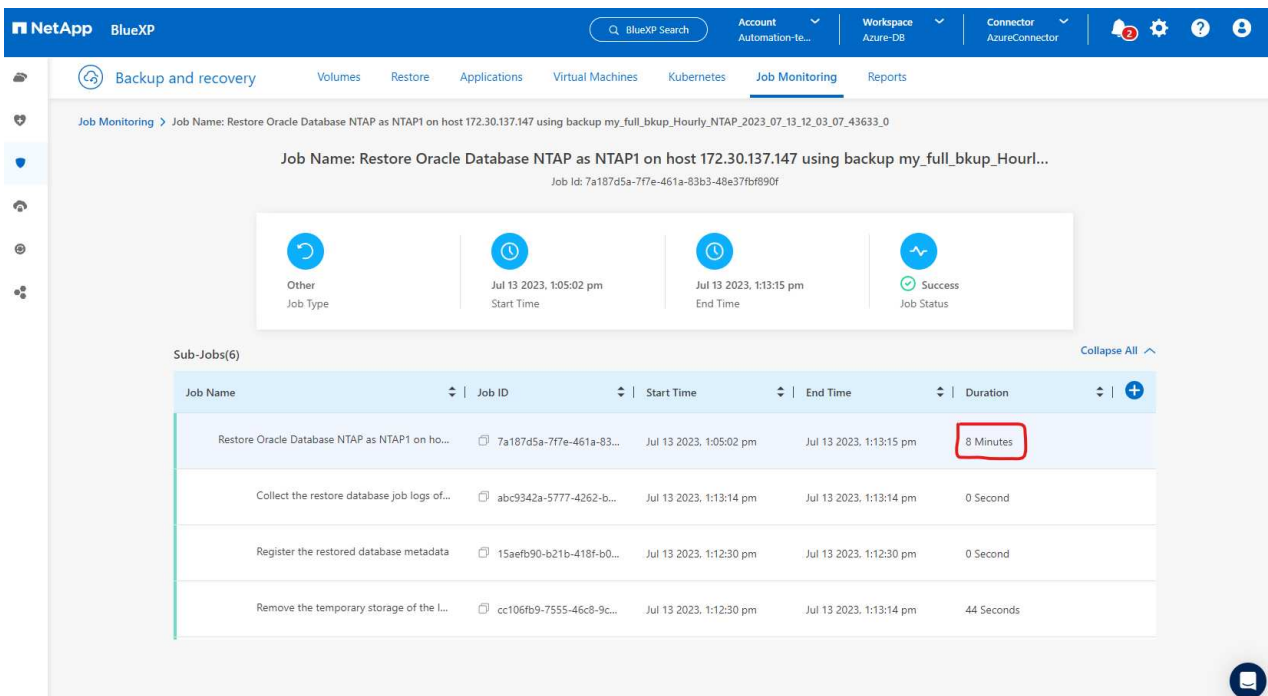 NetApp BlueXP
BlueXP Search
Account
Automation-te...
Workspace
Azure-DB
Connector
AzureConnector
2
Backup and recovery
Volumes Restore Applications Virtual Machines Kubernetes Job Monitoring Reports
Job Monitoring > Job Name: Restore Oracle Database NTAP as NTAP1 on host 172.30.137.147 using backup my_full_bkup_Hourly_NTAP_2023_07_13_12_03_07_43633_0
Job Name: Restore Oracle Database NTAP as NTAP1 on host 172.30.137.147 using backup my_full_bkup_Hourl...
Job Id: 7a187d5a-7f7e-461a-83b3-48e37fbf890f
Other
Job Type
Jul 13 2023, 1:05:02 pm
Start Time
Jul 13 2023, 1:13:15 pm
End Time
Success
Job Status
Sub-Jobs(6)
Collapse All
Job Name Job ID Start Time End Time Duration
Restore Oracle Database NTAP as NTAP1 on ho... 7a187d5a-7f7e-461a-83... Jul 13 2023, 1:05:02 pm Jul 13 2023, 1:13:15 pm 8 Minutes
Collect the restore database job logs of... abc9342a-5777-4262-b... Jul 13 2023, 1:13:14 pm Jul 13 2023, 1:13:14 pm 0 Second
Register the restored database metadata 15aefb90-b21b-418f-b0... Jul 13 2023, 1:12:30 pm Jul 13 2023, 1:12:30 pm 0 Second
Remove the temporary storage of the l... cc106fb9-7555-46c8-9c... Jul 13 2023, 1:12:30 pm Jul 13 2023, 1:13:14 pm 44 Seconds